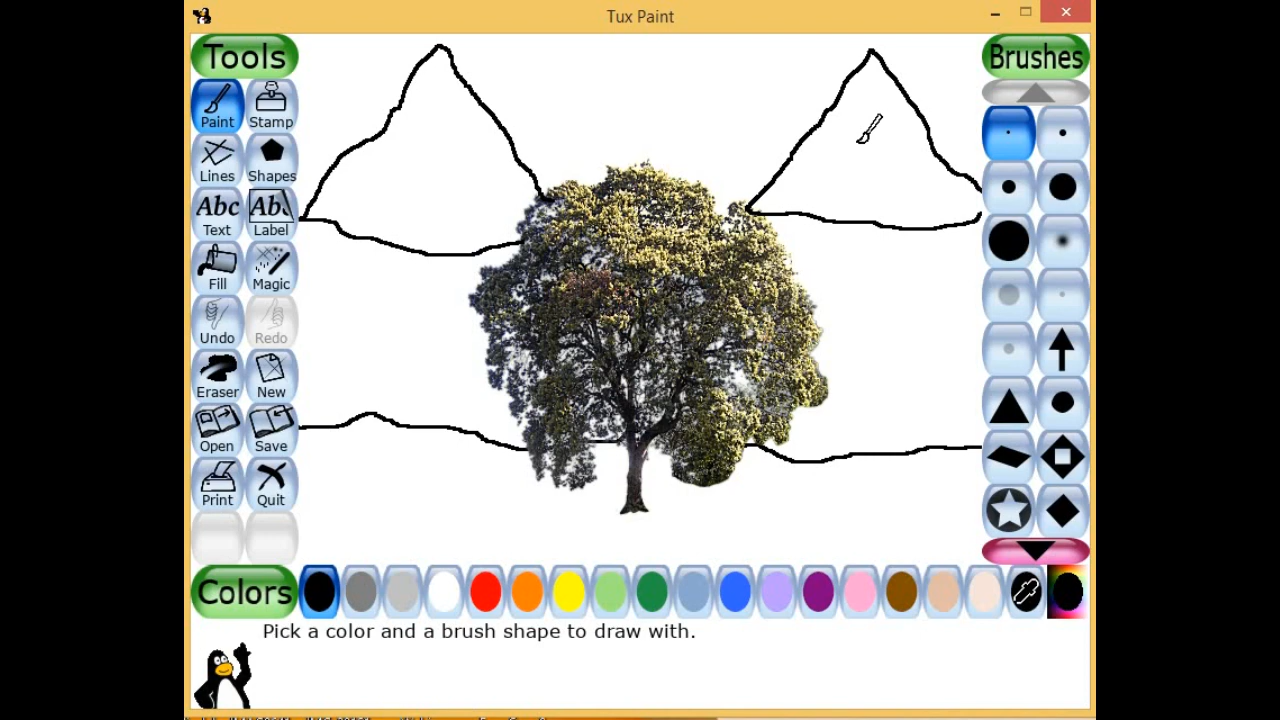 Tux Paint
Tools
Brushes
Paint
Stamp
Lines
Shapes
Abc
Text
Abc
Label
Fill
Magic
Undo
Redo
Eraser
New
Open
Save
Print
Quit
Colors
Pick a color and a brush shape to draw with.